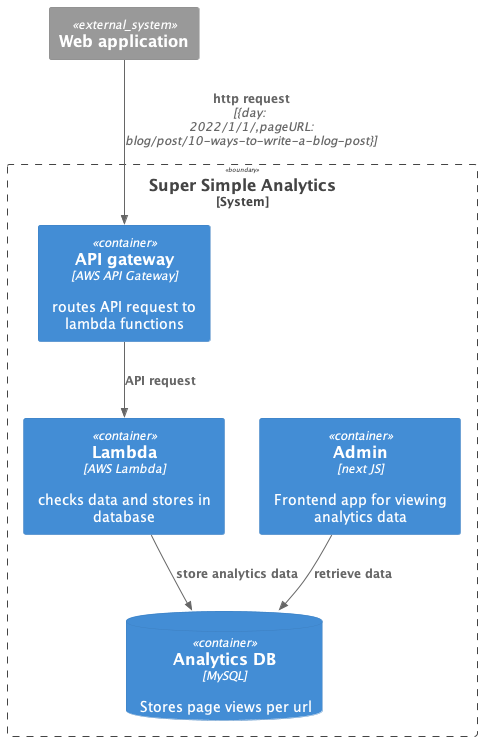 «external_system»
Web application
http request
[{day:
2022/1/1/,pageURL:
blog/post/10-ways-to-write-a-blog-post}]
«boundary»
Super Simple Analytics
[System]
«container»
API gateway
[AWS API Gateway]
routes API request to
lambda functions
API request
«container»
Lambda
[AWS Lambda]
checks data and stores in
database
«container»
Admin
[next JS]
Frontend app for viewing
analytics data
store analytics data
retrieve data
«container»
Analytics DB
[MySQL]
Stores page views per url